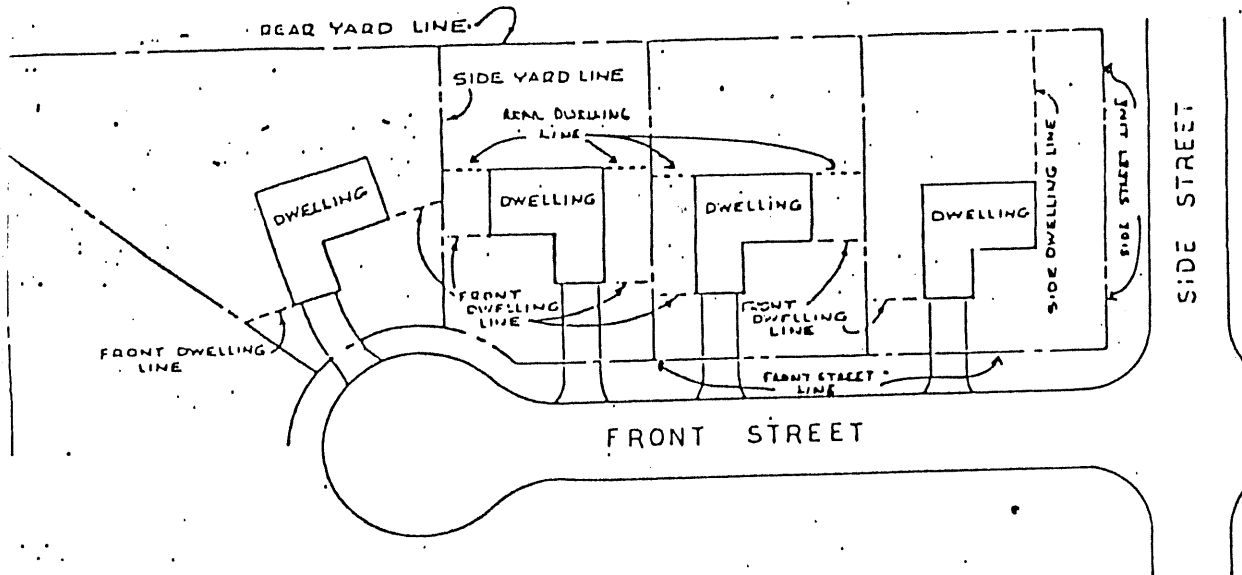 REAR YARD LINE
SIDE YARD LINE
REAR DWELLING
LINE
DWELLING
DWELLING
DWELLING
DWELLING
SIDE DWELLING LINE
SIDE STREET LINE
SIDE STREET
FRONT
DWELLING
LINE
FRONT
DWELLING
LINE
FRONT DWELLING
LINE
FRONT STREET
LINE
FRONT STREET